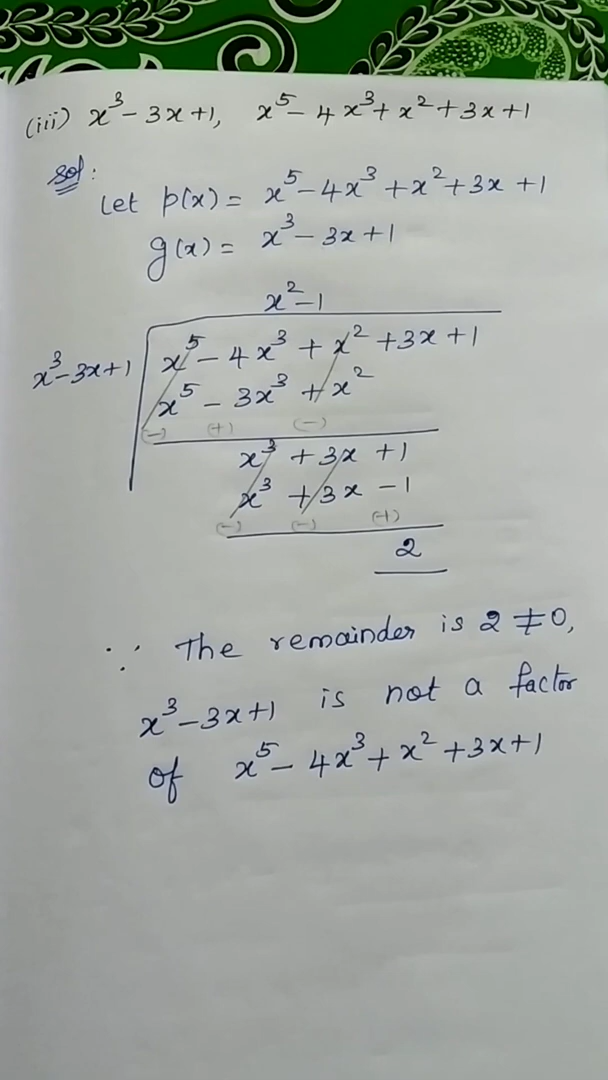 (iii) x³ - 3x + 1, x⁵ - 4x³ + x² + 3x + 1
Sol:
Let p(x) = x⁵ - 4x³ + x² + 3x + 1
g(x) = x³ - 3x + 1
x² - 1
x³ - 3x + 1 x⁵ - 4x³ + x² + 3x + 1
x⁵ - 3x³ + x²
(-) (+) (-)
x³ + 3x + 1
x³ + 3x - 1
(-) (-) (+)
2
∵ The remainder is 2 ≠ 0,
x³ - 3x + 1 is not a factor
of x⁵ - 4x³ + x² + 3x + 1